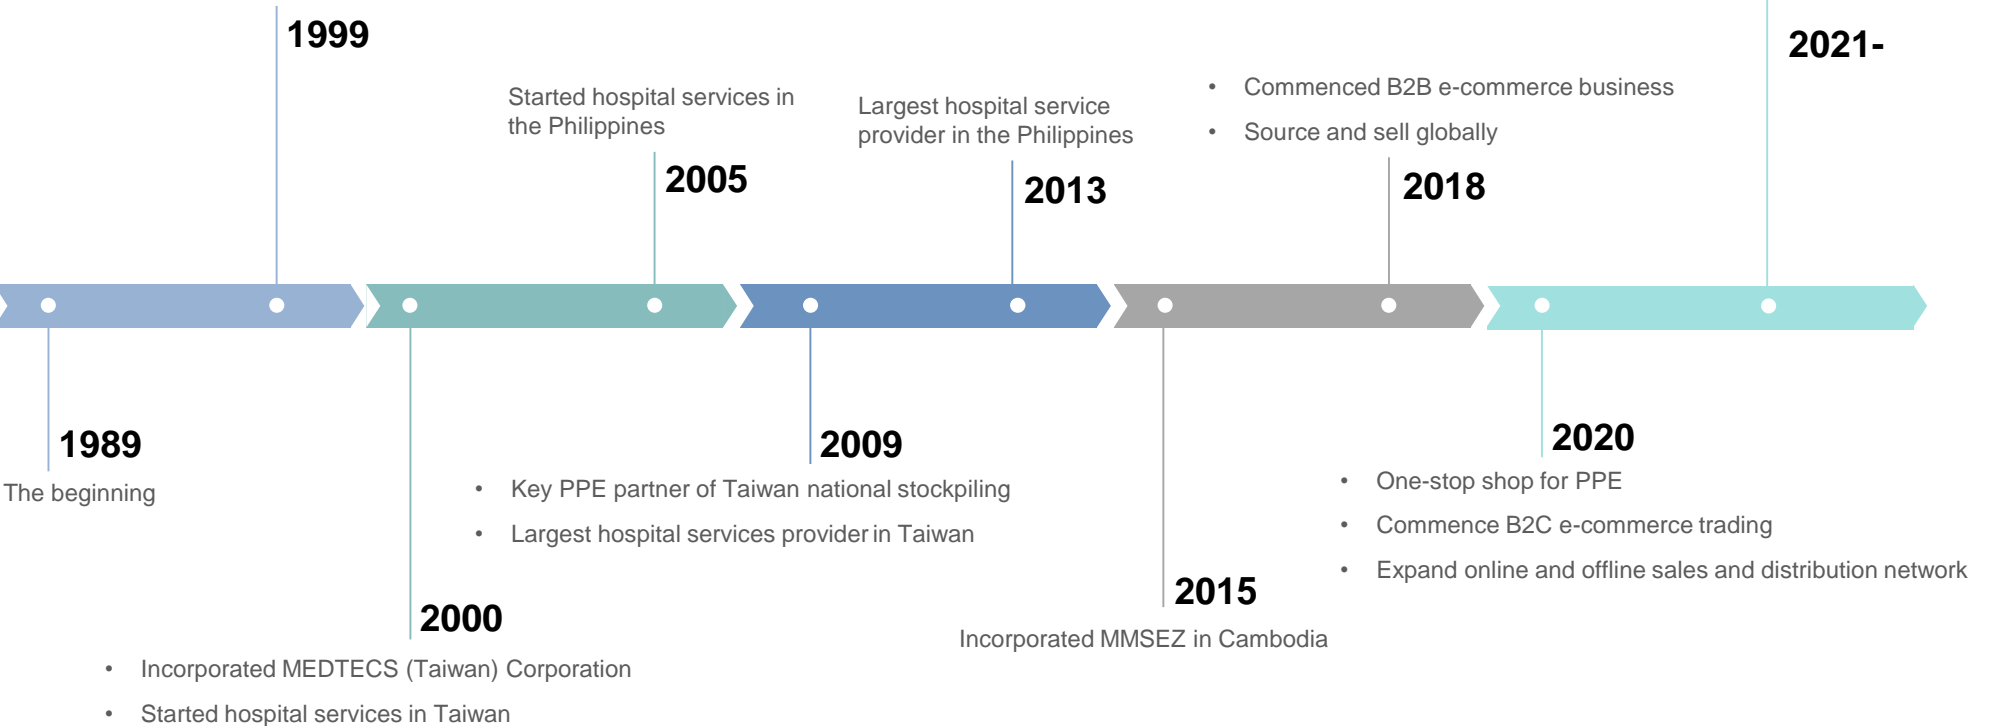 1999
2021-
Started hospital services in
the Philippines
2005
Largest hospital service
provider in the Philippines
2013
• Commenced B2B e-commerce business
• Source and sell globally
2018
1989
The beginning
2009
• Key PPE partner of Taiwan national stockpiling
• Largest hospital services provider in Taiwan
2020
• One-stop shop for PPE
• Commence B2C e-commerce trading
• Expand online and offline sales and distribution network
2000
• Incorporated MEDTECS (Taiwan) Corporation
• Started hospital services in Taiwan
2015
Incorporated MMSEZ in Cambodia